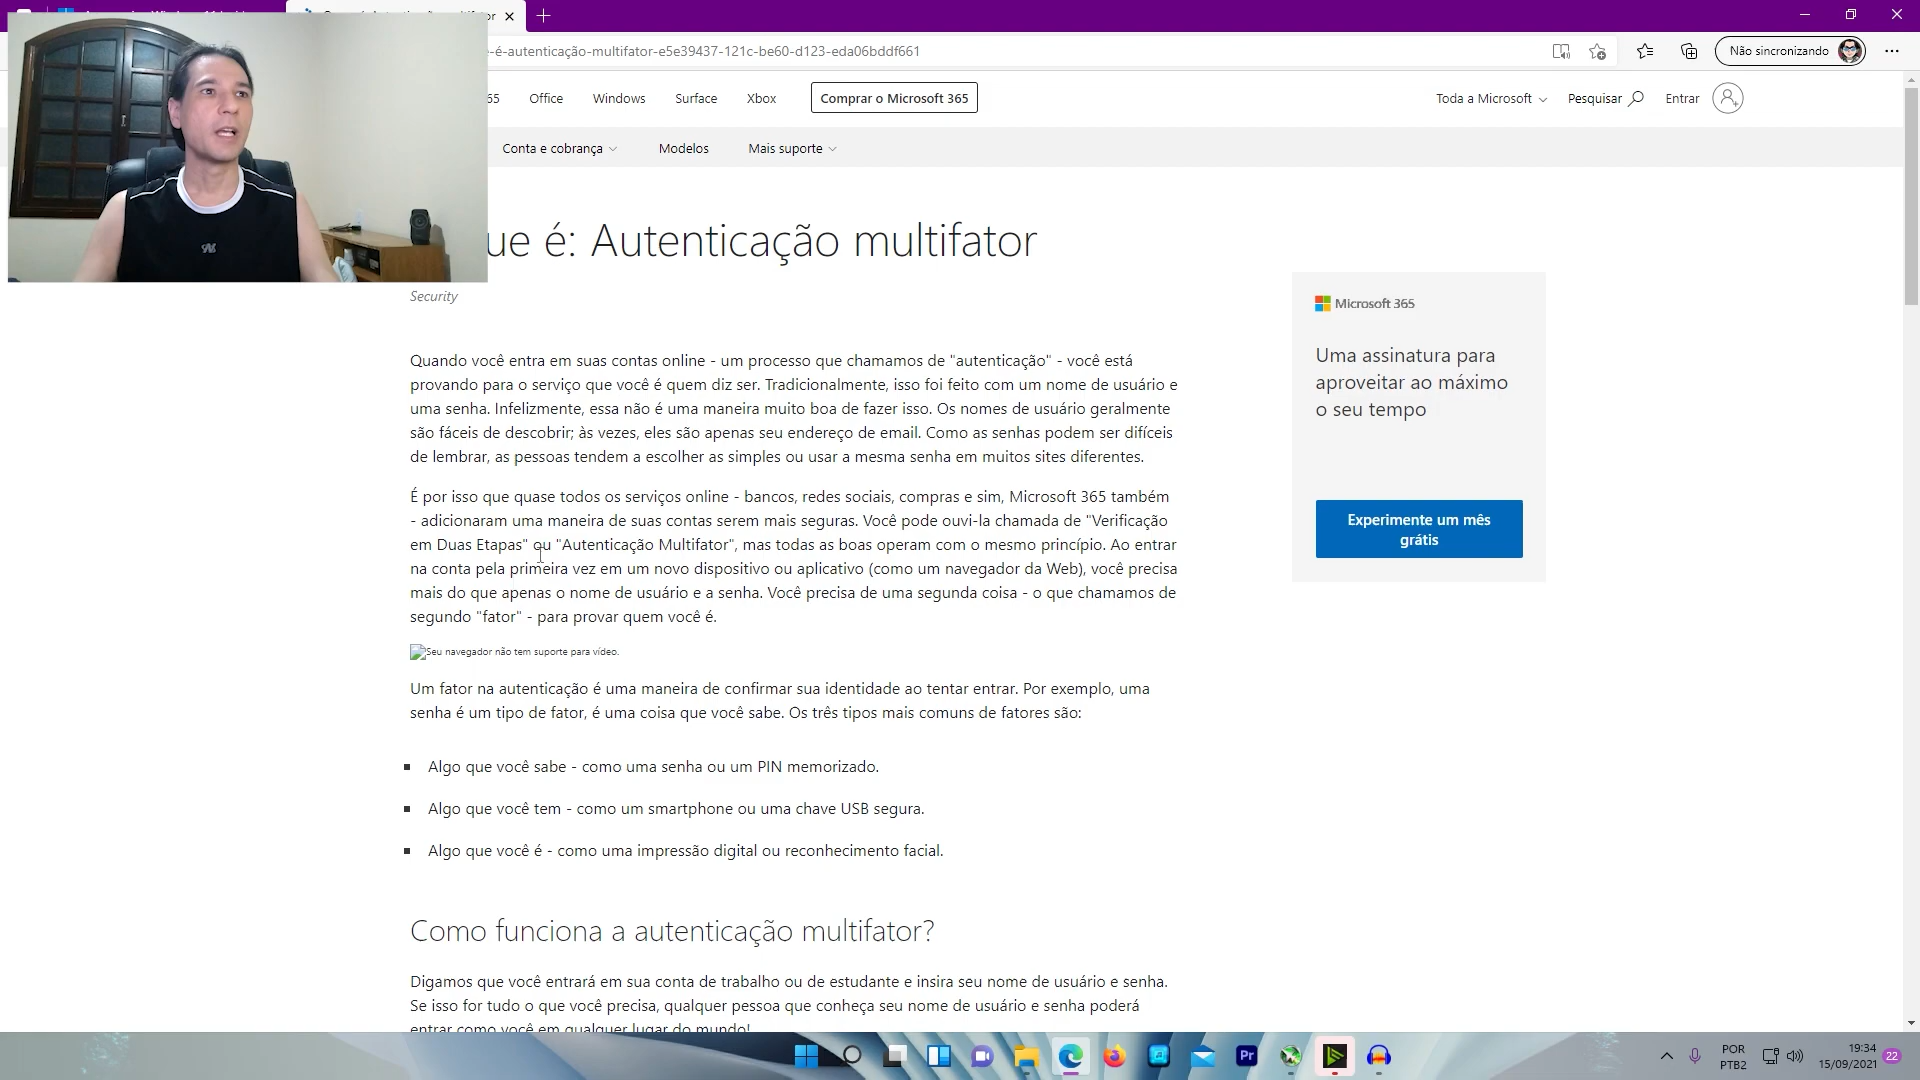 é-autenticação-multifator-e5e39437-121c-be60-d123-eda06bddf661
Não sincronizando
Office Windows Surface Xbox Comprar o Microsoft 365
Toda a Microsoft Pesquisar Entrar
Conta e cobrança Modelos Mais suporte
ue é: Autenticação multifator
Security
Quando você entra em suas contas online - um processo que chamamos de "autenticação" - você está
provando para o serviço que você é quem diz ser. Tradicionalmente, isso foi feito com um nome de usuário e
uma senha. Infelizmente, essa não é uma maneira muito boa de fazer isso. Os nomes de usuário geralmente
são fáceis de descobrir; às vezes, eles são apenas seu endereço de email. Como as senhas podem ser difíceis
de lembrar, as pessoas tendem a escolher as simples ou usar a mesma senha em muitos sites diferentes.
É por isso que quase todos os serviços online - bancos, redes sociais, compras e sim, Microsoft 365 também
- adicionaram uma maneira de suas contas serem mais seguras. Você pode ouvi-la chamada de "Verificação
em Duas Etapas" ou "Autenticação Multifator", mas todas as boas operam com o mesmo princípio. Ao entrar
na conta pela primeira vez em um novo dispositivo ou aplicativo (como um navegador da Web), você precisa
mais do que apenas o nome de usuário e a senha. Você precisa de uma segunda coisa - o que chamamos de
segundo "fator" - para provar quem você é.
Seu navegador não tem suporte para vídeo.
Um fator na autenticação é uma maneira de confirmar sua identidade ao tentar entrar. Por exemplo, uma
senha é um tipo de fator, é uma coisa que você sabe. Os três tipos mais comuns de fatores são:
Algo que você sabe - como uma senha ou um PIN memorizado.
Algo que você tem - como um smartphone ou uma chave USB segura.
Algo que você é - como uma impressão digital ou reconhecimento facial.
Como funciona a autenticação multifator?
Digamos que você entrará em sua conta de trabalho ou de estudante e insira seu nome de usuário e senha.
Se isso for tudo o que você precisa, qualquer pessoa que conheça seu nome de usuário e senha poderá
entrar como você em qualquer lugar do mundo!
Microsoft 365
Uma assinatura para
aproveitar ao máximo
o seu tempo
Experimente um mês
grátis
Pr
POR
PTB2
19:34
15/09/2021
22